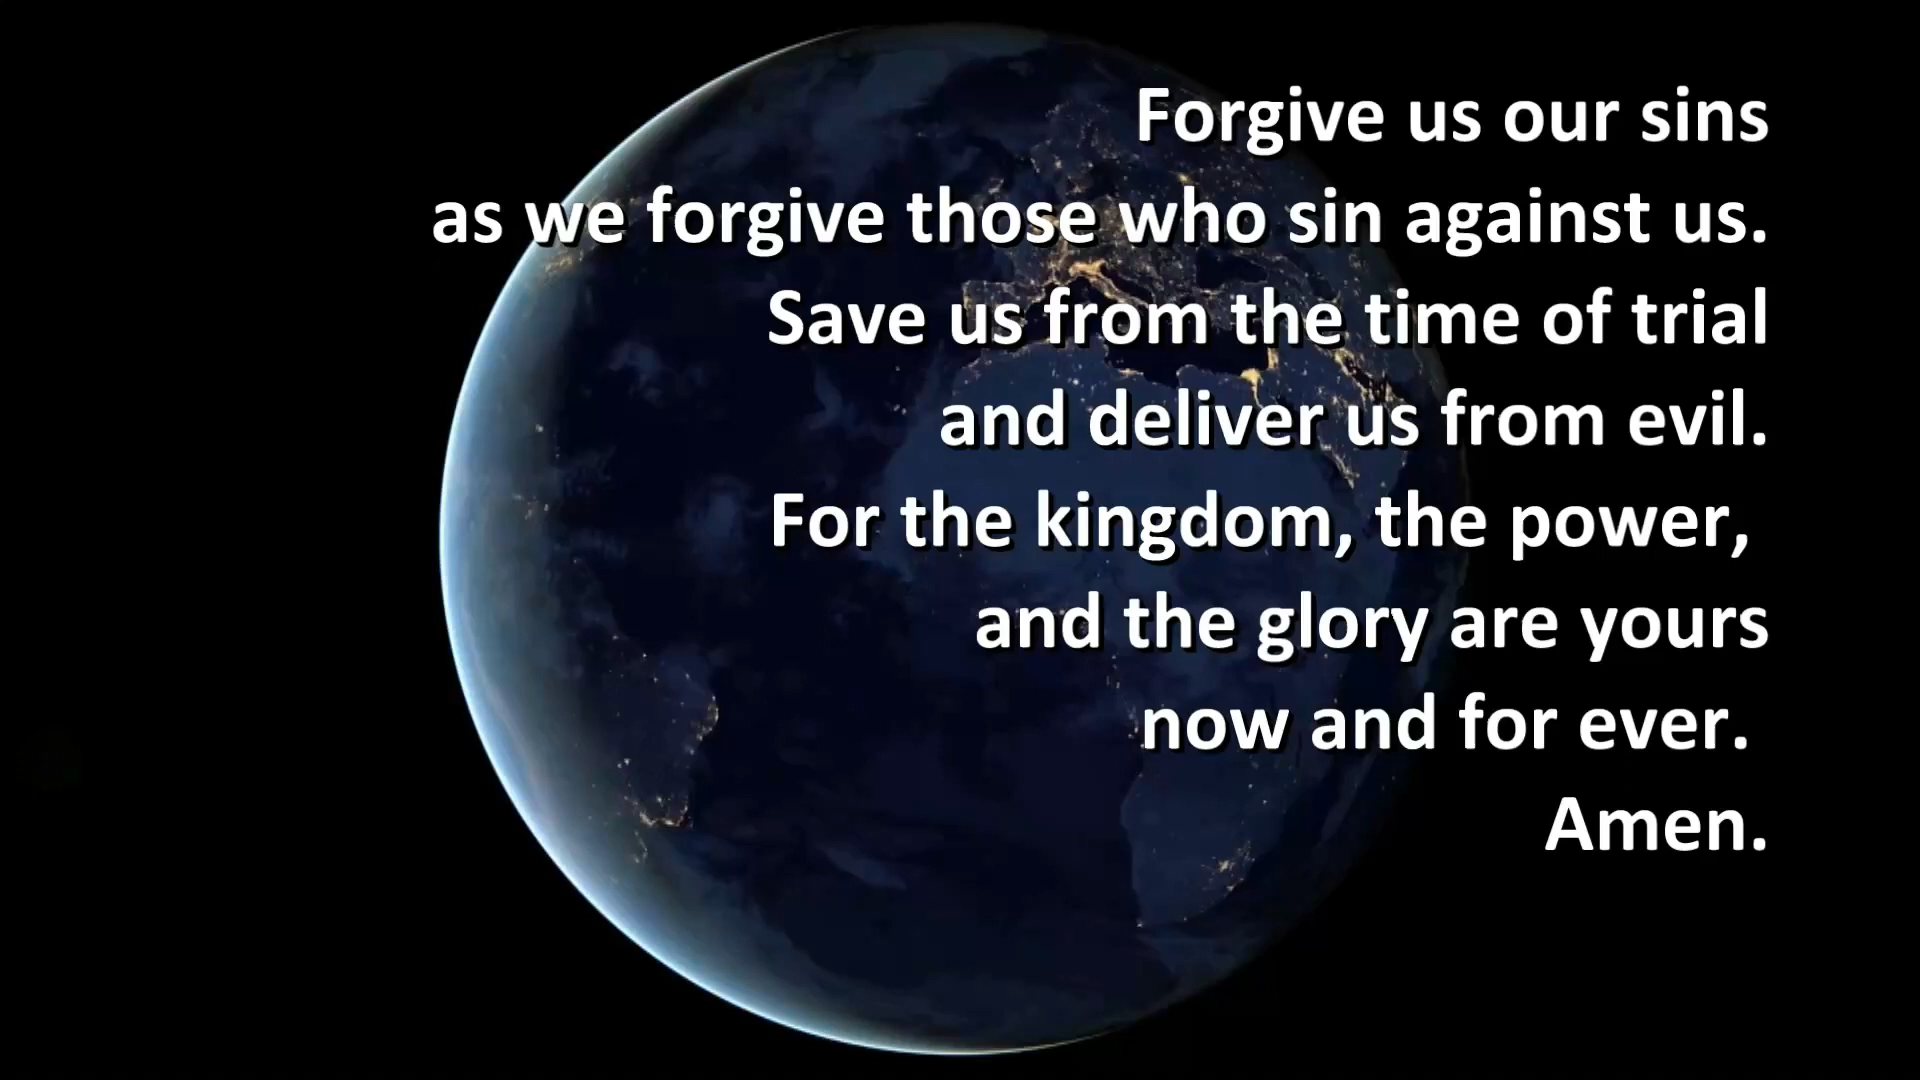 Forgive us our sins
as we forgive those who sin against us.
Save us from the time of trial
and deliver us from evil.
For the kingdom, the power,
and the glory are yours
now and for ever.
Amen.